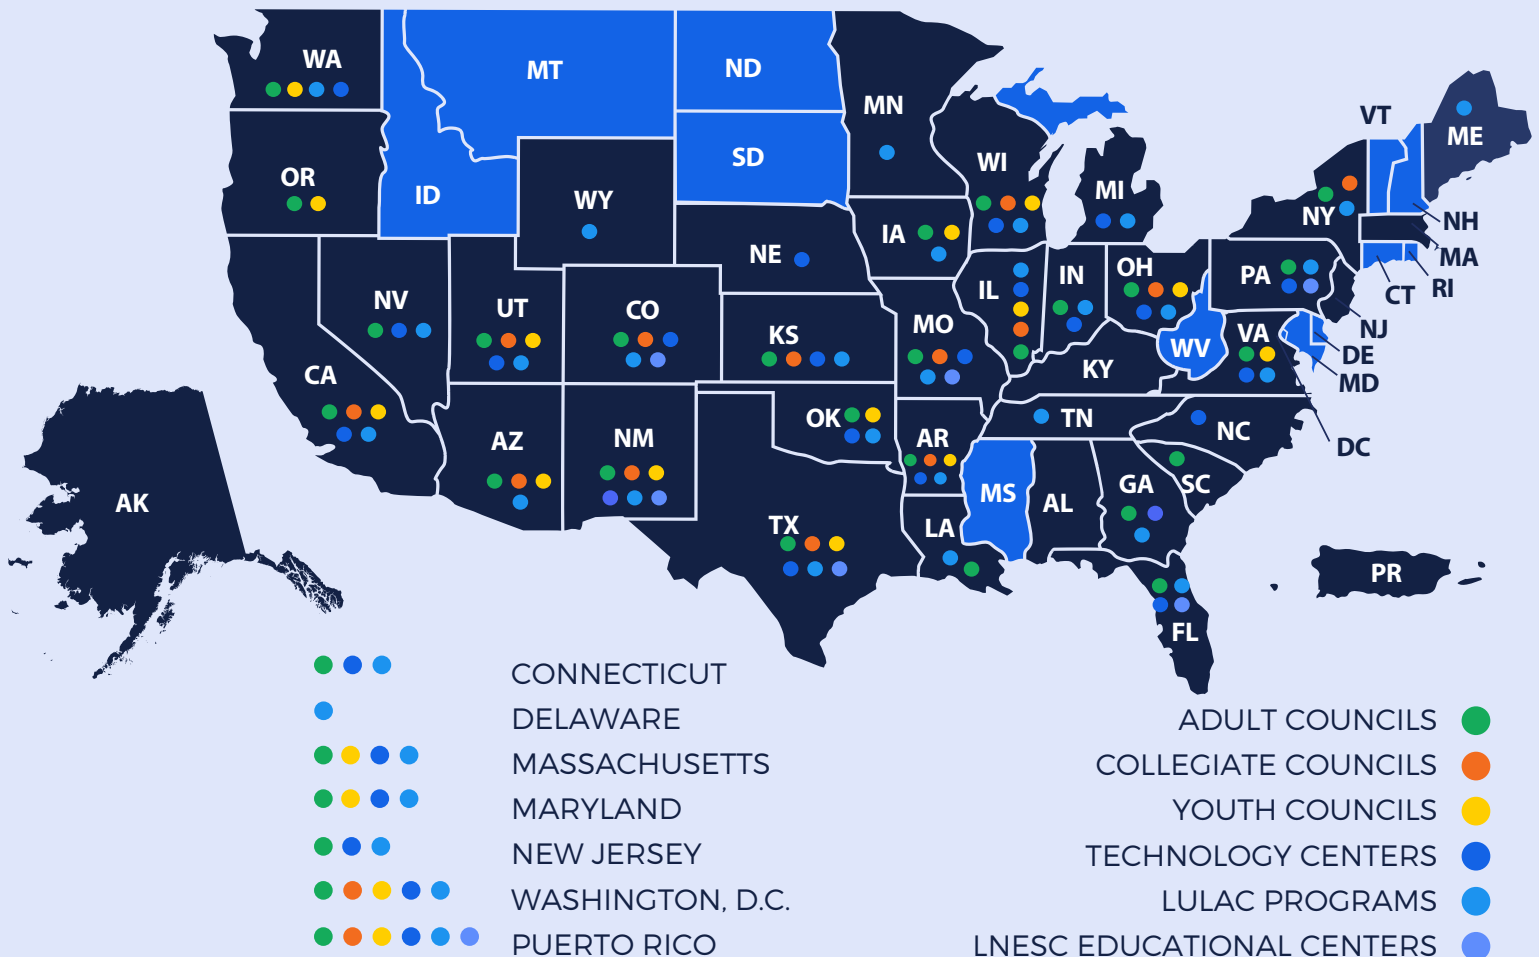 WA
MT
ND
MN
VT
ME
OR
ID
SD
WI
MI
NY
NH
WY
IA
MA
NE
IL
IN
OH
PA
RI
CT
NV
UT
CO
KS
MO
NJ
VA
WV
DE
MD
CA
KY
AZ
NM
OK
AR
TN
NC
DC
AK
MS
AL
GA
SC
TX
LA
PR
FL
CONNECTICUT
DELAWARE
MASSACHUSETTS
MARYLAND
NEW JERSEY
WASHINGTON, D.C.
PUERTO RICO
ADULT COUNCILS
COLLEGIATE COUNCILS
YOUTH COUNCILS
TECHNOLOGY CENTERS
LULAC PROGRAMS
LNESC EDUCATIONAL CENTERS